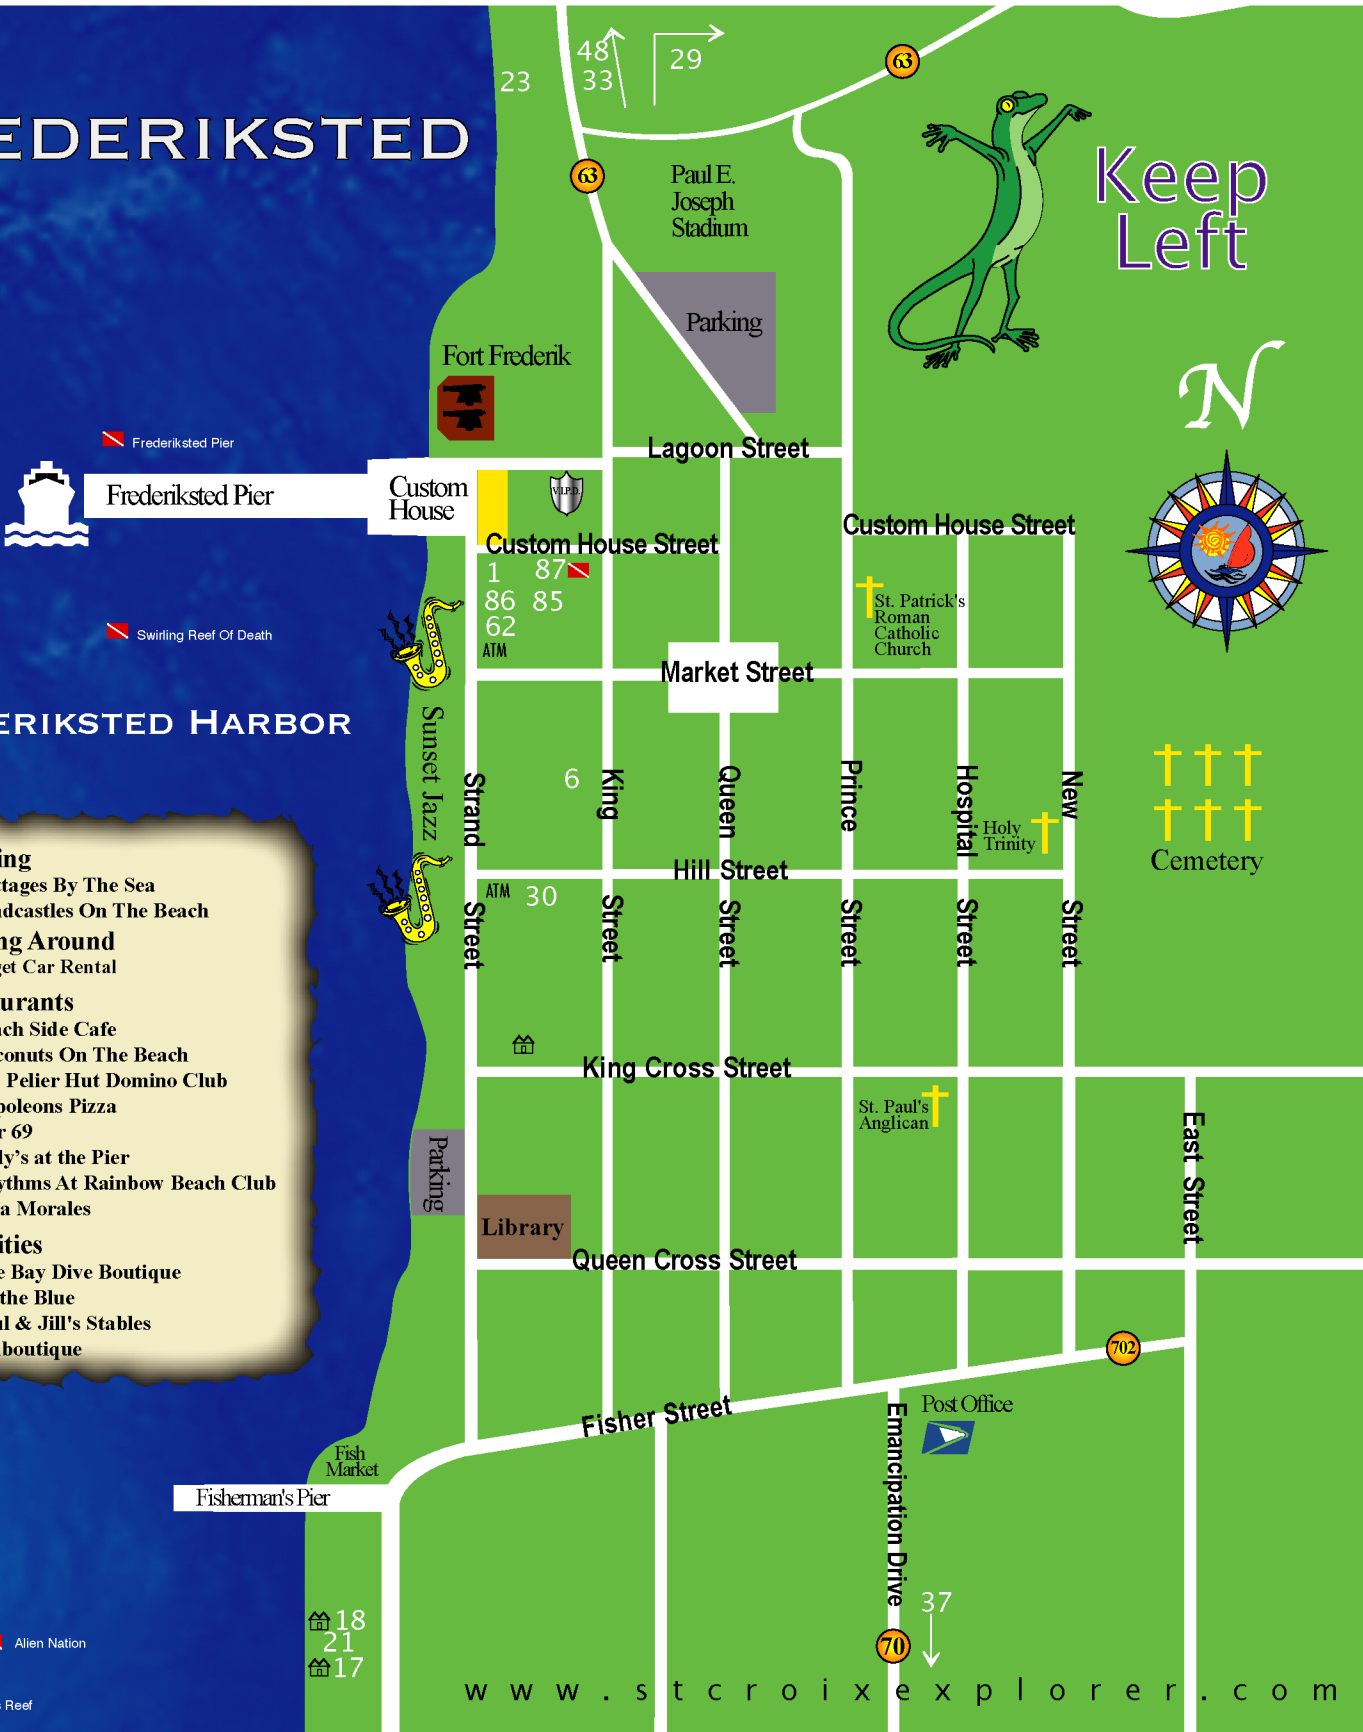 48
33
29
23
63
EDERIKSTED
63
Paul E.
Joseph
Stadium
Keep
Left
Parking
Fort Frederik
N
Frederiksted Pier
Lagoon Street
Frederiksted Pier
Custom
House
V.I.P.D.
Custom House Street
Custom House Street
1
87
86
85
62
ATM
St. Patrick's
Roman
Catholic
Church
Swirling Reef Of Death
Market Street
ERIKSTED HARBOR
Sunset Jazz
6
Strand
King
Queen
Prince
Hospital
New
Holy
Trinity
Cemetery
Hill Street
ATM
30
Street
Street
Street
Street
Street
Street
ing
ttages By The Sea
ndcastles On The Beach
ng Around
get Car Rental
urants
ach Side Cafe
conuts On The Beach
Pelier Hut Domino Club
poleons Pizza
r 69
ly's at the Pier
ythms At Rainbow Beach Club
a Morales
ities
e Bay Dive Boutique
the Blue
ul & Jill's Stables
boutique
King Cross Street
St. Paul's
Anglican
East Street
Parking
Library
Queen Cross Street
702
Fisher Street
Post Office
Emancipation Drive
Fish
Market
Fisherman's Pier
37
18
21
17
70
Alien Nation
s Reef
www.stcroixexplorer.com